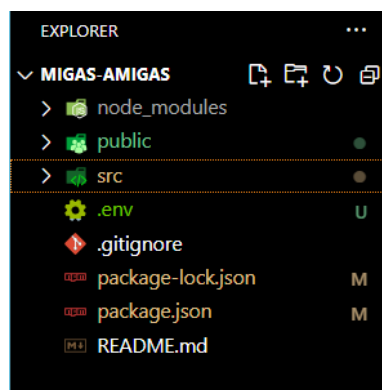 EXPLORER ...
MIGAS-AMIGAS
node_modules
public
src
.env U
.gitignore
package-lock.json M
package.json M
README.md